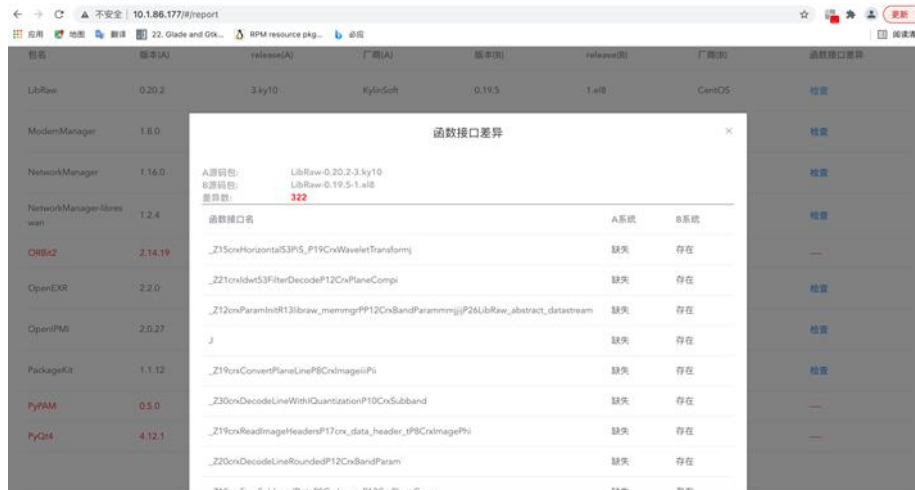 不安全 | 10.1.86.177/#/report
更新
应用 地图 翻译 22. Glade and Gtk... RPM resource pkg... 必应
包名 版本(A) release(A) 厂商(A) 版本(B) release(B) 厂商(B) 函数接口差异
LibRaw 0.20.2 3.ky10 KylinSoft 0.19.5 1.el8 CentOS 检查
ModemManager 1.8.0
函数接口差异 ×
检查
NetworkManager 1.16.0
A源码包: LibRaw-0.20.2-3.ky10
检查
B源码包: LibRaw-0.19.5-1.el8
差异数: 322
NetworkManager-libreswan 1.2.4
函数接口名 A系统 B系统
检查
ORBit2 2.14.19
_Z15crxHorizontal53PiS_P19CrxWaveletTransformj 缺失 存在
----
OpenEXR 2.2.0
_Z21crxIdwt53FilterDecodeP12CrxPlaneCompi 缺失 存在
检查
_Z12crxParamInitR13libraw_memmgrPP12CrxBandParammmjjijP26LibRaw_abstract_datastream 缺失 存在
OpenIPMI 2.0.27
检查
J 缺失 存在
PackageKit 1.1.12
_Z19crxConvertPlaneLineP8CrxImageiiiPii 缺失 存在
检查
_Z30crxDecodeLineWithIQuantizationP10CrxSubband 缺失 存在
PyPAM 0.5.0
----
_Z19crxReadImageHeadersP17crx_data_header_tP8CrxImagePhi 缺失 存在
PyQt4 4.12.1
----
_Z20crxDecodeLineRoundedP12CrxBandParam 缺失 存在